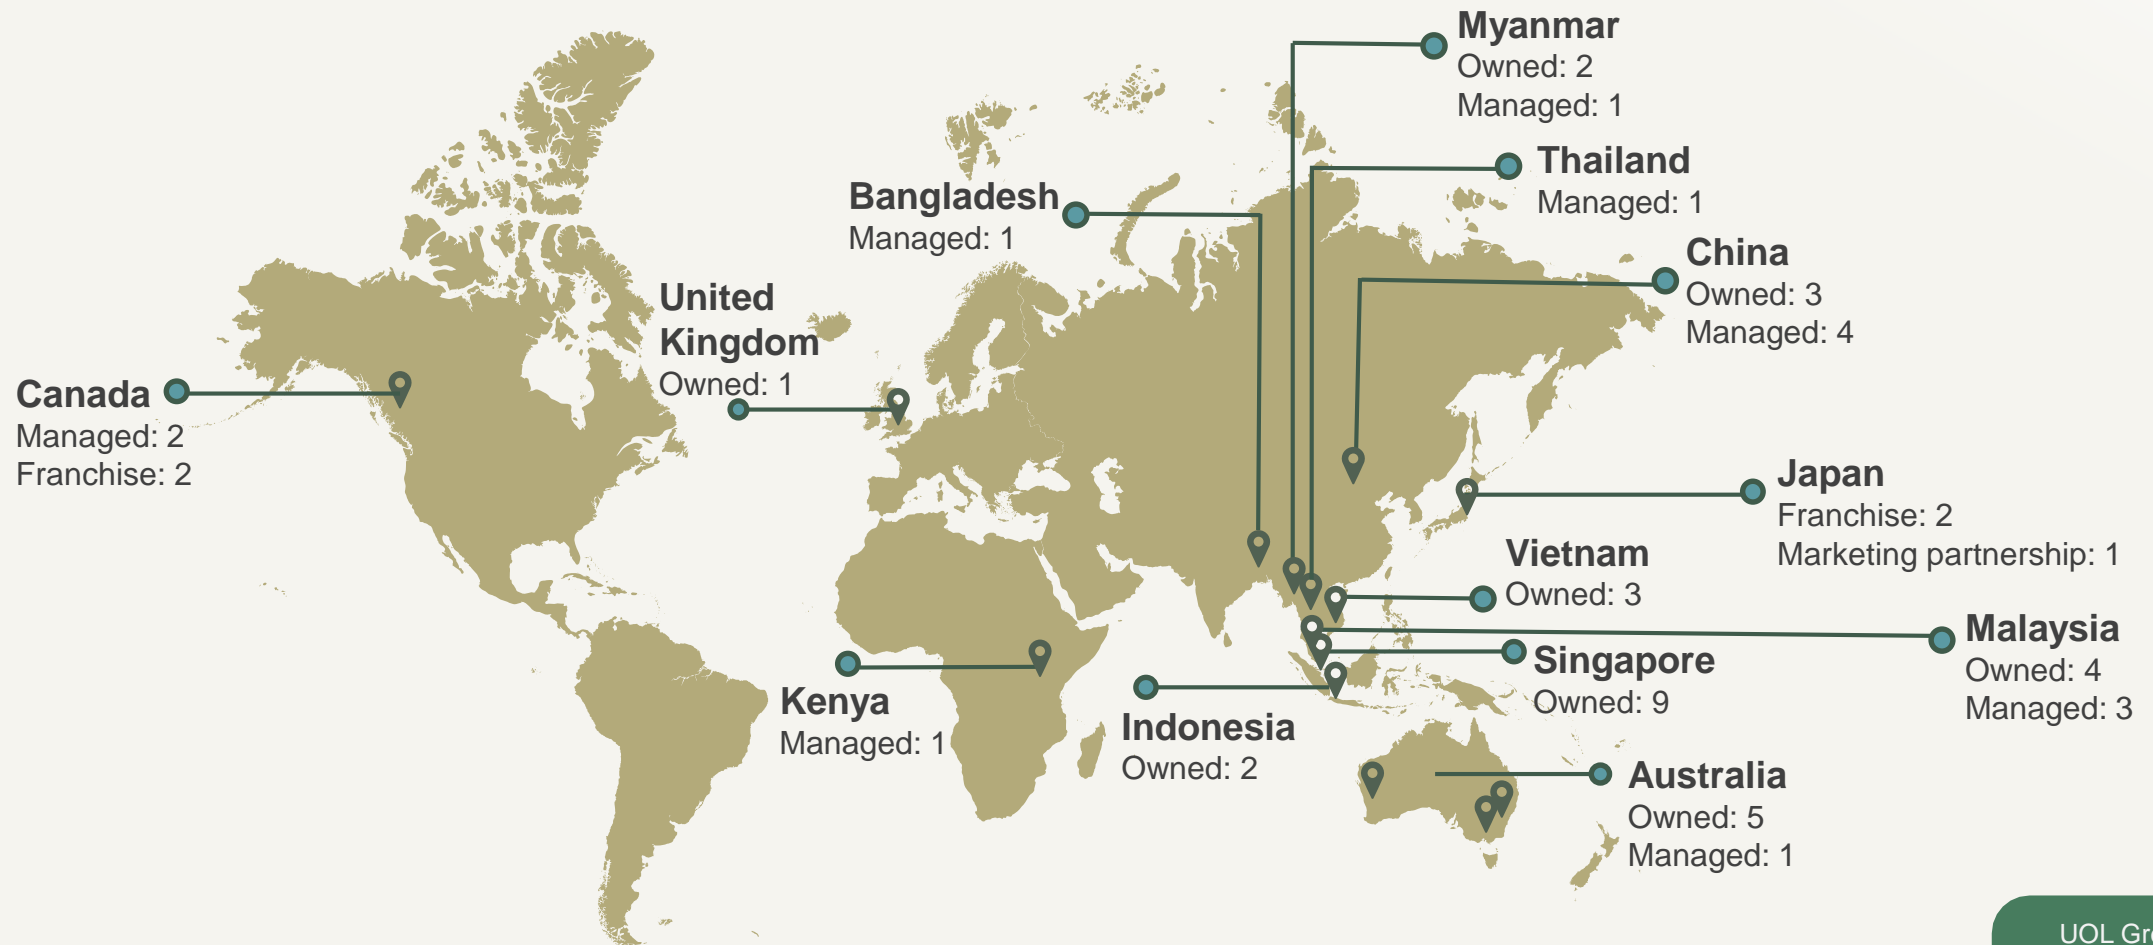 Myanmar
Owned: 2
Managed: 1
Thailand
Managed: 1
Bangladesh
Managed: 1
China
Owned: 3
Managed: 4
United
Kingdom
Owned: 1
Canada
Managed: 2
Franchise: 2
Japan
Franchise: 2
Marketing partnership: 1
Vietnam
Owned: 3
Malaysia
Owned: 4
Managed: 3
Singapore
Owned: 9
Kenya
Managed: 1
Indonesia
Owned: 2
Australia
Owned: 5
Managed: 1
UOL